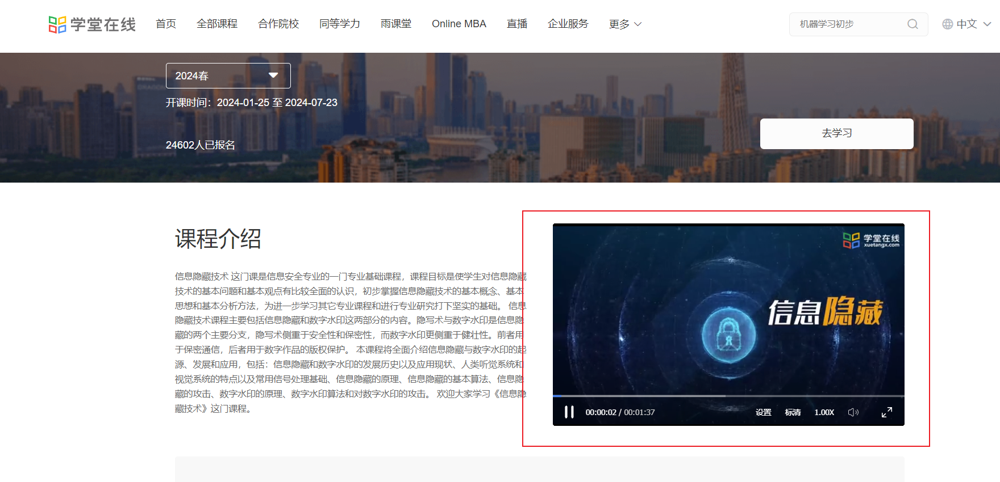 学堂在线 首页 全部课程 合作院校 同等学力 雨课堂 Online MBA 直播 企业服务 更多 机器学习初步 中文
2024春
开课时间：2024-01-25 至 2024-07-23
去学习
24602人已报名
课程介绍
信息隐藏技术 这门课是信息安全专业的一门专业基础课程，课程目标是使学生对信息隐藏
技术的基本问题和基本观点有比较全面的认识，初步掌握信息隐藏技术的基本概念、基本
思想和基本分析方法，为进一步学习其它专业课程和进行专业研究打下坚实的基础。 信息
隐藏技术课程主要包括信息隐藏和数字水印这两部分的内容。隐写术与数字水印是信息隐
藏的两个主要分支，隐写术侧重于安全性和保密性，而数字水印更侧重于健壮性。前者用
于保密通信，后者用于数字作品的版权保护。 本课程将全面介绍信息隐藏与数字水印的起
源、发展和应用，包括：信息隐藏和数字水印的发展历史以及应用现状、人类听觉系统和
视觉系统的特点以及常用信号处理基础、信息隐藏的原理、信息隐藏的基本算法、信息隐
藏的攻击、数字水印的原理、数字水印算法和对数字水印的攻击。 欢迎大家学习《信息隐
藏技术》这门课程。
学堂在线
xuetangx.com
信息隐藏
00:00:02 / 00:01:37 设置 标清 1.00X